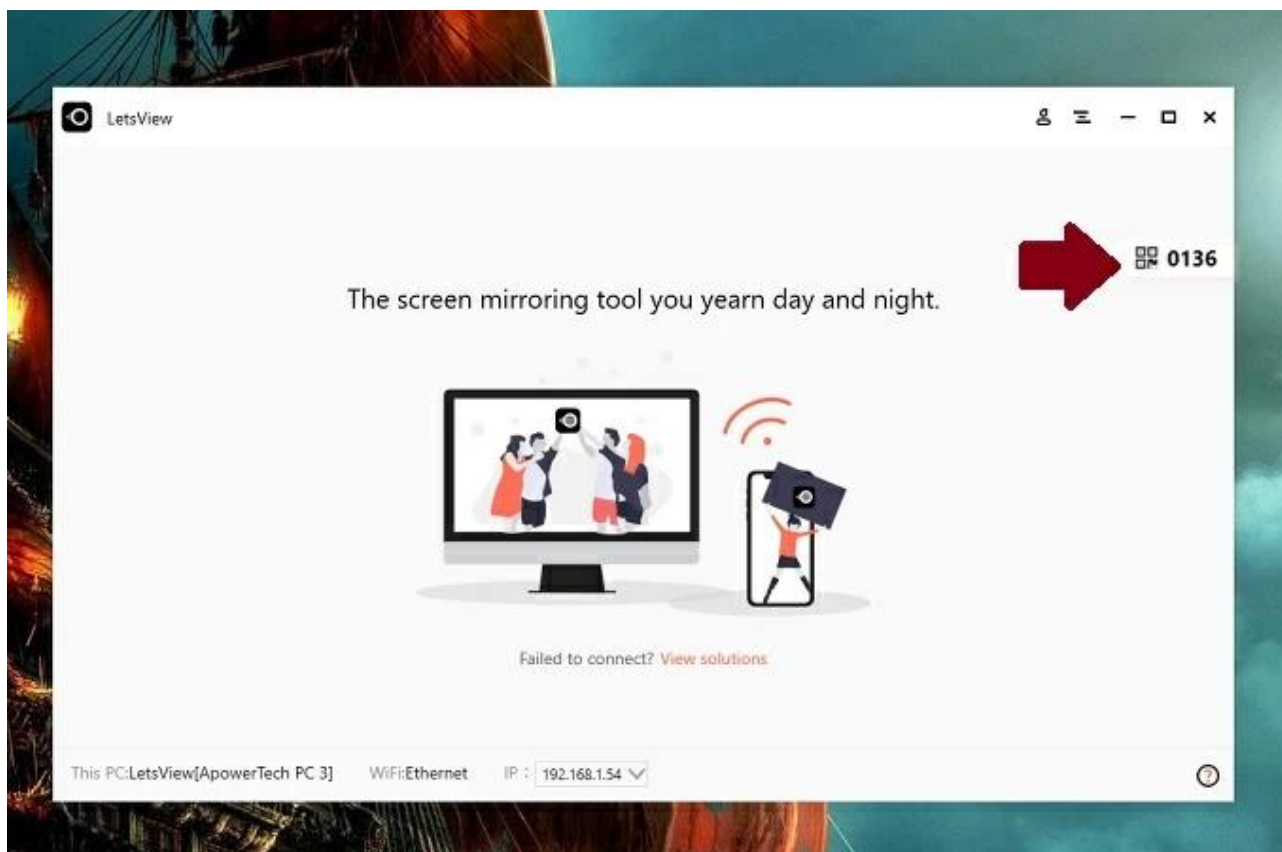 LetsView
0136
The screen mirroring tool you yearn day and night.
Failed to connect? View solutions
This PC:LetsView[ApowerTech PC 3] WiFi:Ethernet IP : 192.168.1.54